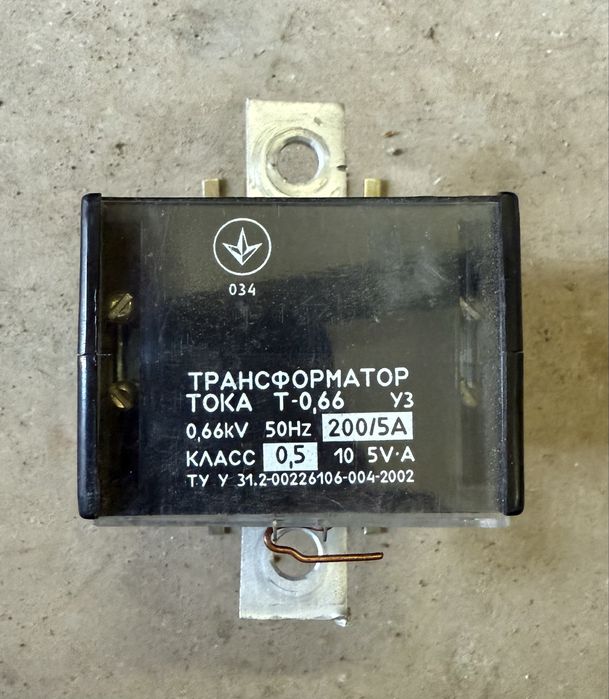 034
ТРАНСФОРМАТОР
ТОКА Т-0,66 У3
0,66kV 50Hz 200/5А
КЛАСС 0,5 10 5V·A
ТУ У 31.2-00226106-004-2002